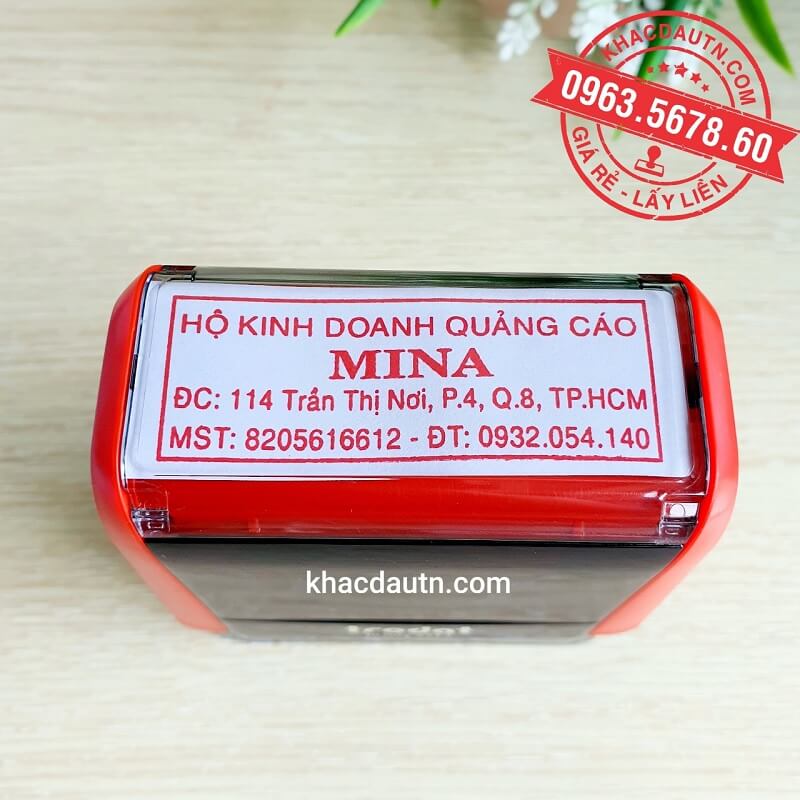 KHACDAUTN.COM
0963.5678.60
GIÁ RẺ - LẤY LIỀN
HỘ KINH DOANH QUẢNG CÁO
MINA
ĐC: 114 Trần Thị Nơi, P.4, Q.8, TP.HCM
MST: 8205616612 - ĐT: 0932.054.140
khacdautn.com
trodat